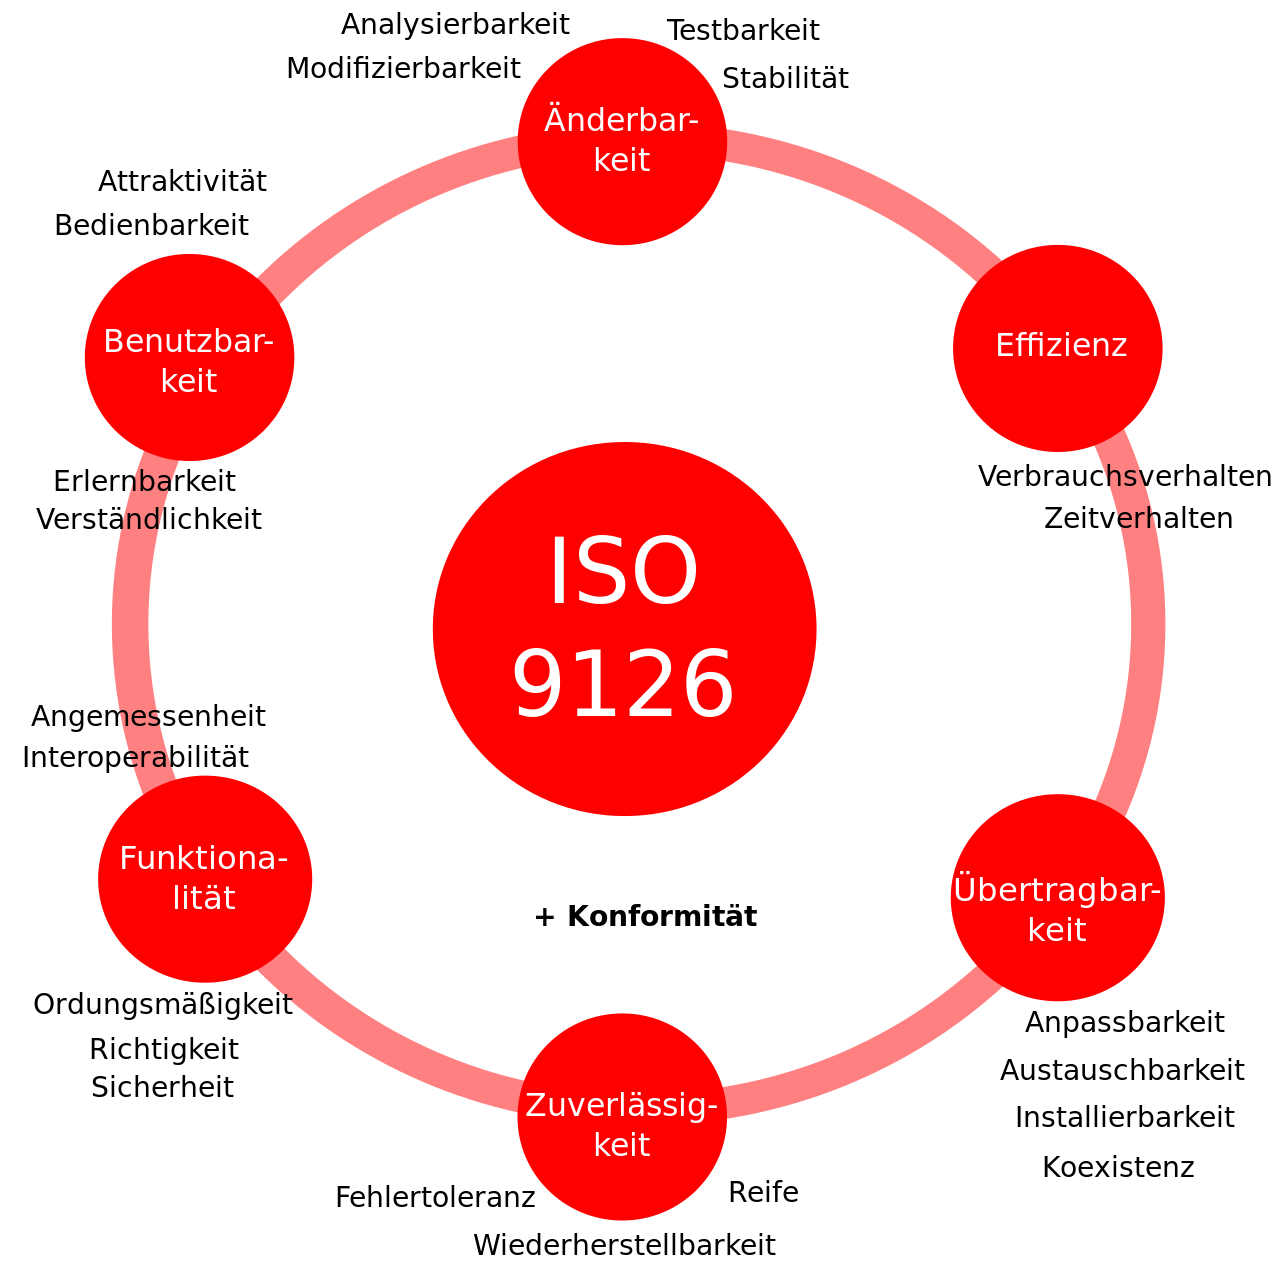 Analysierbarkeit
Testbarkeit
Modifizierbarkeit
Stabilität
Änderbar-
keit
Attraktivität
Bedienbarkeit
Benutzbar-
keit
Effizienz
Erlernbarkeit
Verständlichkeit
Verbrauchsverhalten
Zeitverhalten
ISO
9126
Angemessenheit
Interoperabilität
Funktiona-
lität
Übertragbar-
keit
+ Konformität
Ordungsmäßigkeit
Richtigkeit
Sicherheit
Anpassbarkeit
Austauschbarkeit
Installierbarkeit
Koexistenz
Zuverlässig-
keit
Fehlertoleranz
Reife
Wiederherstellbarkeit